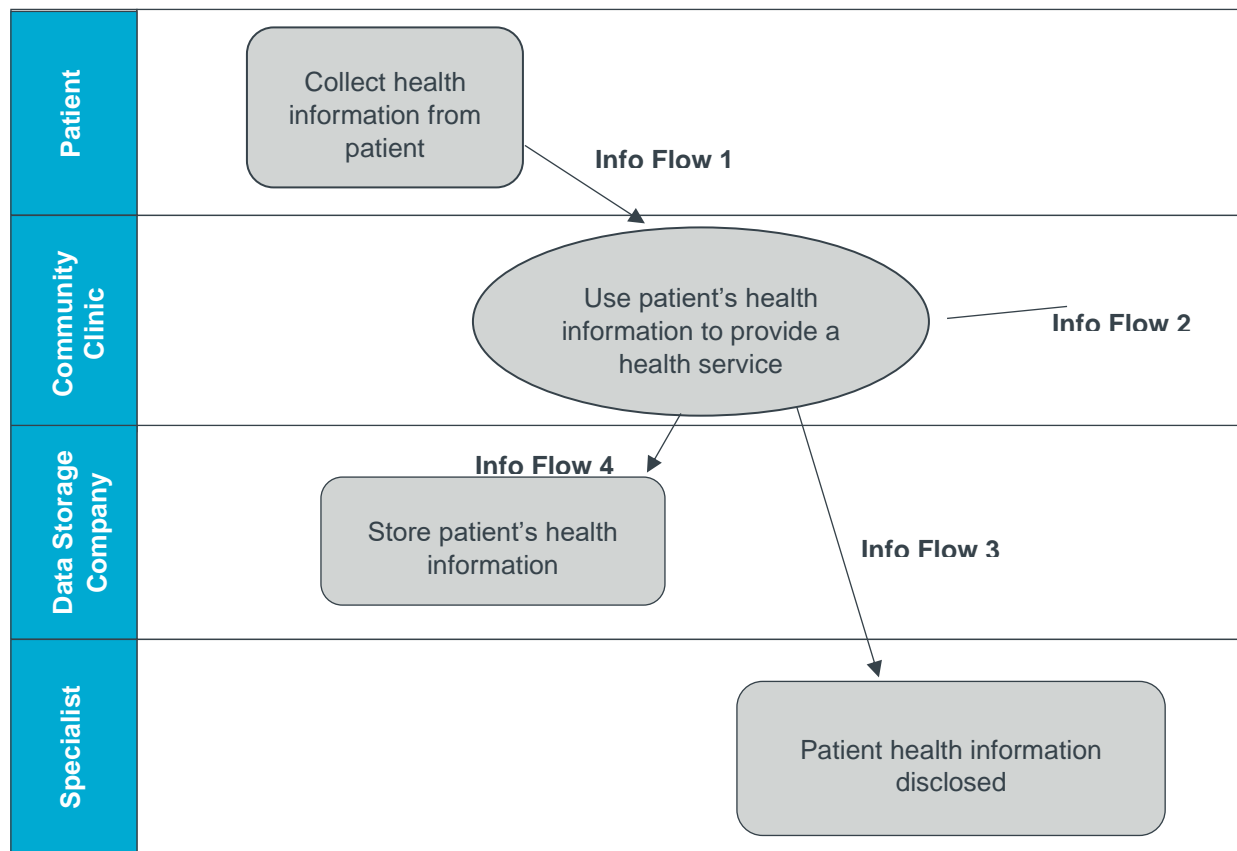 Patient
Collect health
information from
patient
Info Flow 1
Community
Clinic
Use patient’s health
information to provide a
health service
Info Flow 2
Data Storage
Company
Info Flow 4
Store patient’s health
information
Info Flow 3
Specialist
Patient health information
disclosed